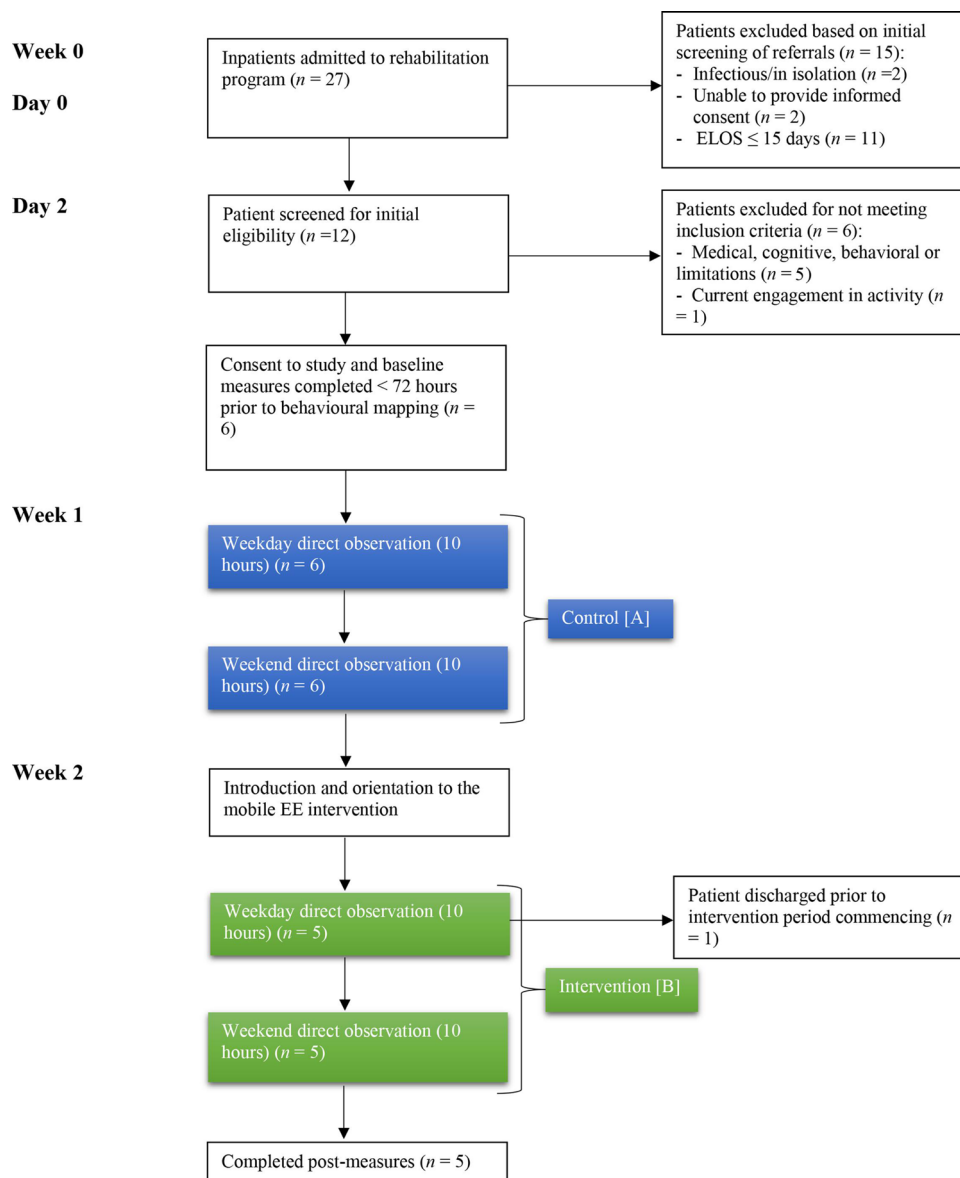 Week 0
Day 0
Inpatients admitted to rehabilitation
program (n = 27)
Patients excluded based on initial
screening of referrals (n = 15):
- Infectious/in isolation (n =2)
- Unable to provide informed
consent (n = 2)
- ELOS ≤ 15 days (n = 11)
Day 2
Patient screened for initial
eligibility (n =12)
Patients excluded for not meeting
inclusion criteria (n = 6):
- Medical, cognitive, behavioral or
limitations (n = 5)
- Current engagement in activity (n
= 1)
Consent to study and baseline
measures completed < 72 hours
prior to behavioural mapping (n =
6)
Week 1
Weekday direct observation (10
hours) (n = 6)
Control [A]
Weekend direct observation (10
hours) (n = 6)
Week 2
Introduction and orientation to the
mobile EE intervention
Weekday direct observation (10
hours) (n = 5)
Patient discharged prior to
intervention period commencing (n
= 1)
Intervention [B]
Weekend direct observation (10
hours) (n = 5)
Completed post-measures (n = 5)